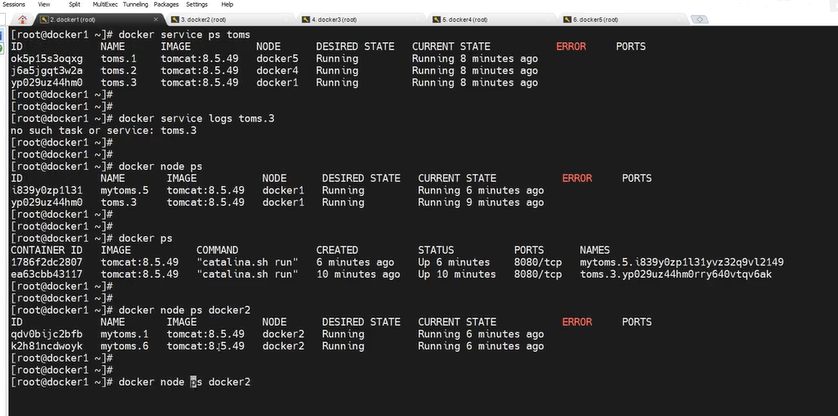 Sessions View Split MultiExec Tunneling Packages Settings Help
2. docker1 (root) 3. docker2 (root) 4. docker3 (root) 5. docker4 (root) 6. docker5 (root)
[root@docker1 ~]# docker service ps toms
ID NAME IMAGE NODE DESIRED STATE CURRENT STATE ERROR PORTS
ok5p15s3oqxg toms.1 tomcat:8.5.49 docker5 Running Running 8 minutes ago
j6a5jgqt3w2a toms.2 tomcat:8.5.49 docker4 Running Running 8 minutes ago
yp029uz44hm0 toms.3 tomcat:8.5.49 docker1 Running Running 8 minutes ago
[root@docker1 ~]#
[root@docker1 ~]#
[root@docker1 ~]# docker service logs toms.3
no such task or service: toms.3
[root@docker1 ~]#
[root@docker1 ~]#
[root@docker1 ~]# docker node ps
ID NAME IMAGE NODE DESIRED STATE CURRENT STATE ERROR PORTS
i839y0zp1l31 mytoms.5 tomcat:8.5.49 docker1 Running Running 6 minutes ago
yp029uz44hm0 toms.3 tomcat:8.5.49 docker1 Running Running 9 minutes ago
[root@docker1 ~]#
[root@docker1 ~]#
[root@docker1 ~]# docker ps
CONTAINER ID IMAGE COMMAND CREATED STATUS PORTS NAMES
1786f2dc2807 tomcat:8.5.49 "catalina.sh run" 6 minutes ago Up 6 minutes 8080/tcp mytoms.5.i839y0zp1l31yvz32q9vl2149
ea63cbb43117 tomcat:8.5.49 "catalina.sh run" 10 minutes ago Up 10 minutes 8080/tcp toms.3.yp029uz44hm0rry640vtqv6ak
[root@docker1 ~]#
[root@docker1 ~]#
[root@docker1 ~]# docker node ps docker2
ID NAME IMAGE NODE DESIRED STATE CURRENT STATE ERROR PORTS
qdv0bijc2bfb mytoms.1 tomcat:8.5.49 docker2 Running Running 6 minutes ago
k2h81ncdwoyk mytoms.6 tomcat:8.5.49 docker2 Running Running 6 minutes ago
[root@docker1 ~]#
[root@docker1 ~]#
[root@docker1 ~]# docker node ps docker2